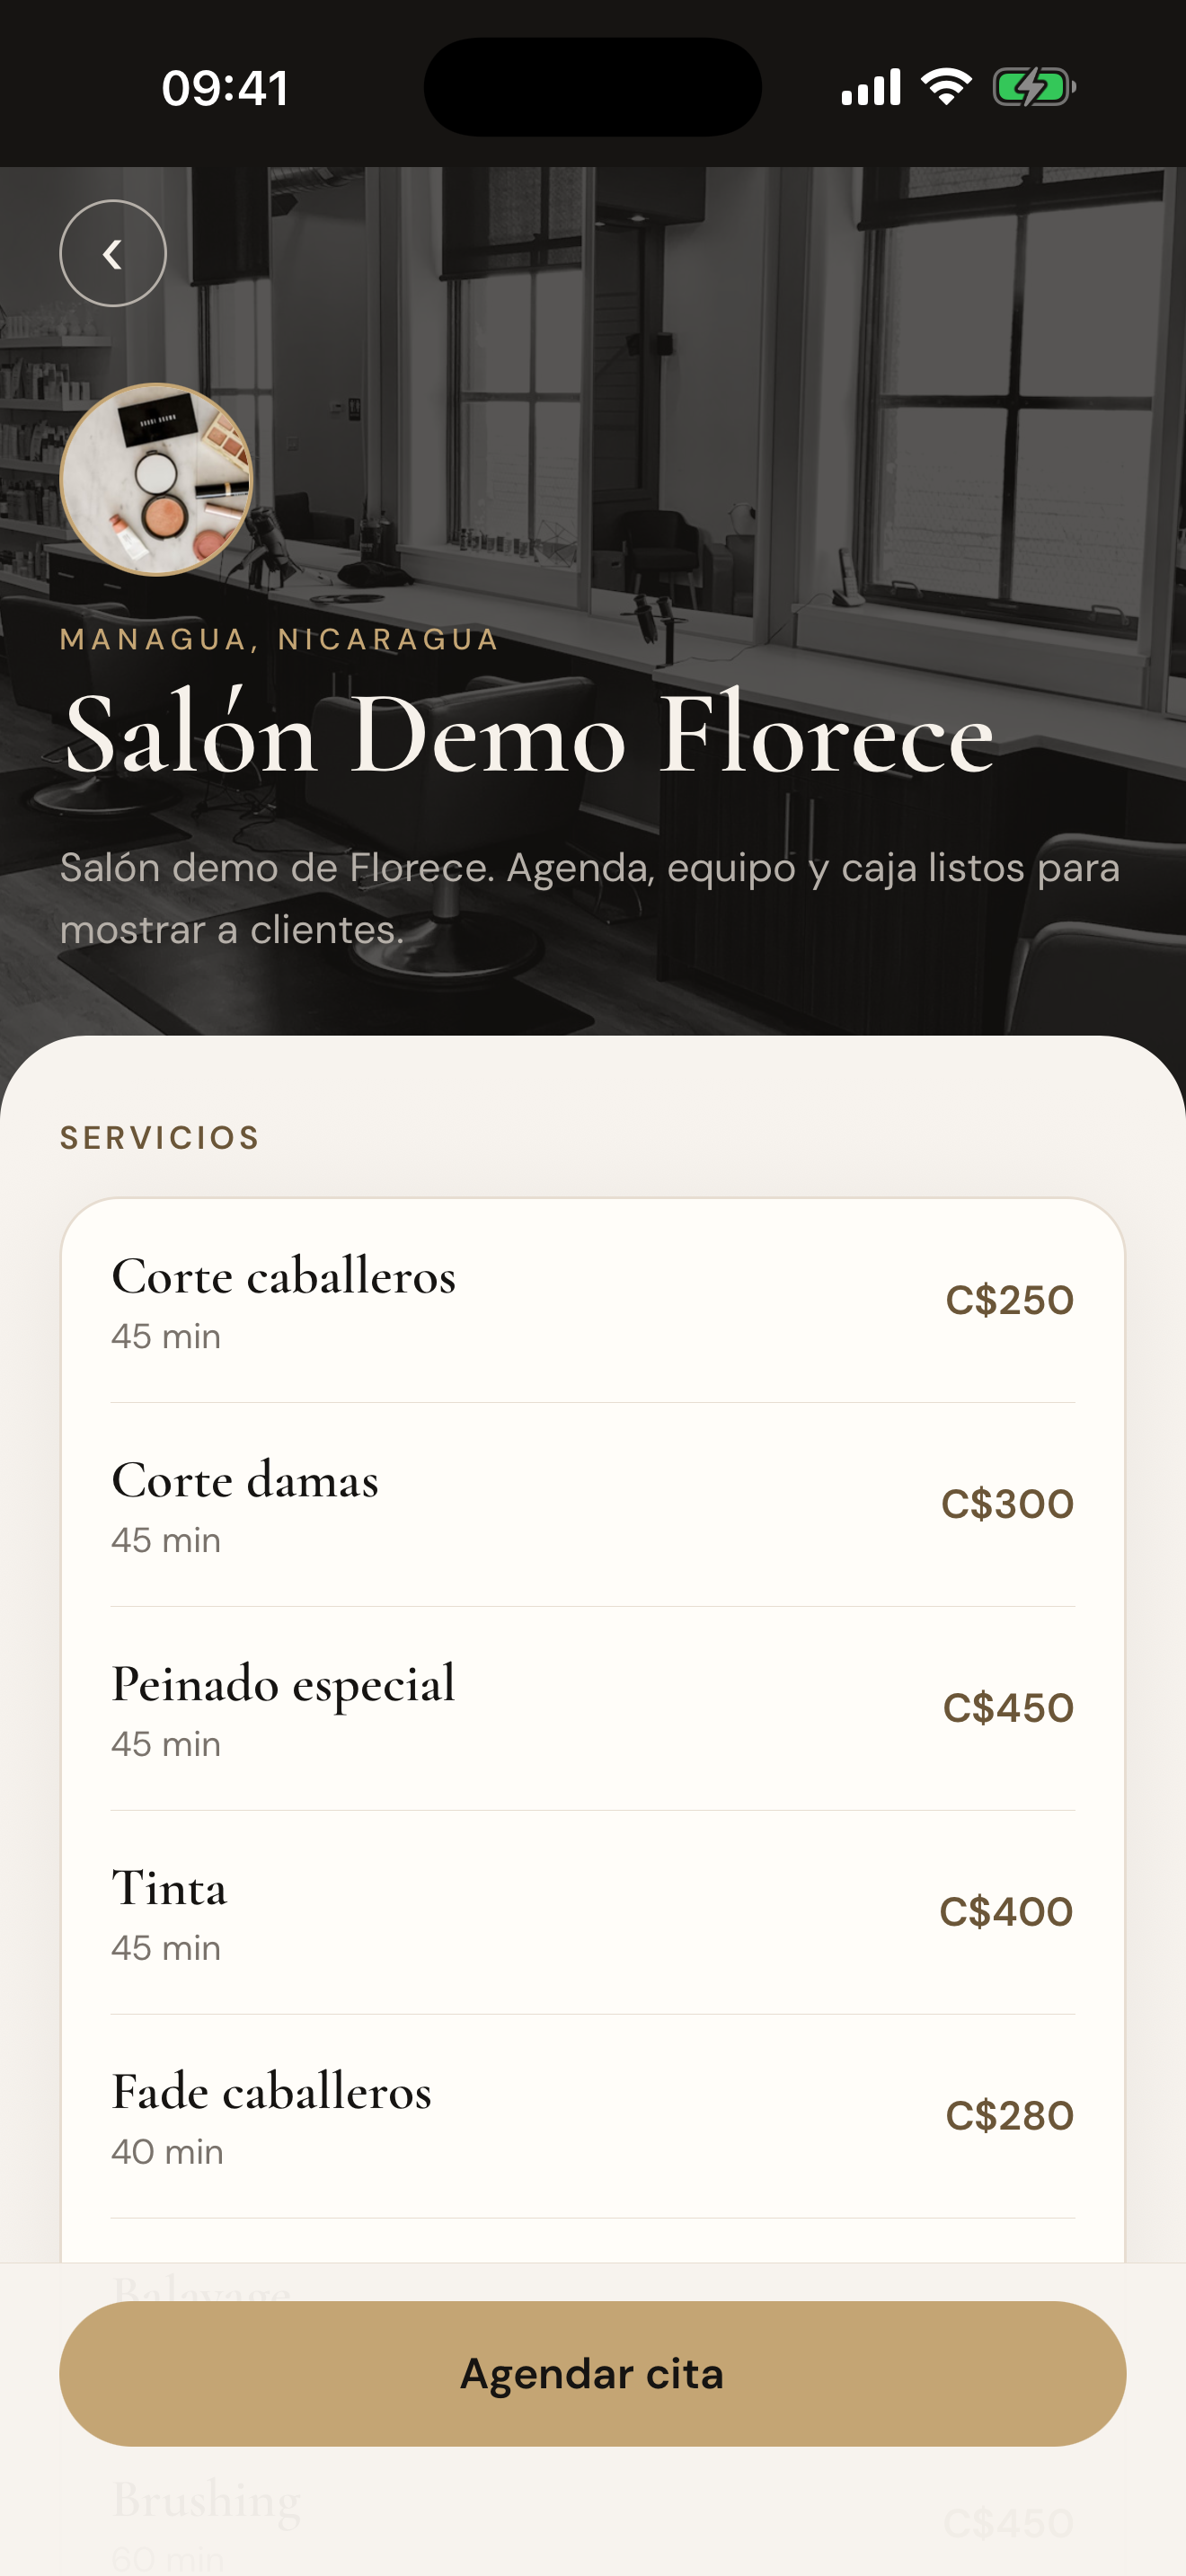 09:41
MANAGUA, NICARAGUA
Salón Demo Florece
Salón demo de Florece. Agenda, equipo y caja listos para
mostrar a clientes.
SERVICIOS
Corte caballeros
45 min
C$250
Corte damas
45 min
C$300
Peinado especial
45 min
C$450
Tinta
45 min
C$400
Fade caballeros
40 min
C$280
Balayage
Agendar cita
Brushing
60 min
C$450